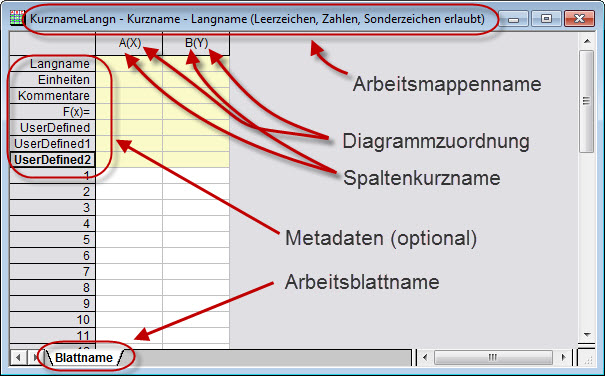 KurznameLangn - Kurzname - Langname (Leerzeichen, Zahlen, Sonderzeichen erlaubt)
A(X) B(Y)
Langname
Einheiten
Kommentare
F(x)=
UserDefined
UserDefined1
UserDefined2
1
2
3
4
5
6
7
8
9
10
11
Arbeitsmappenname
Diagrammzuordnung
Spaltenkurzname
Metadaten (optional)
Arbeitsblattname
Blattname